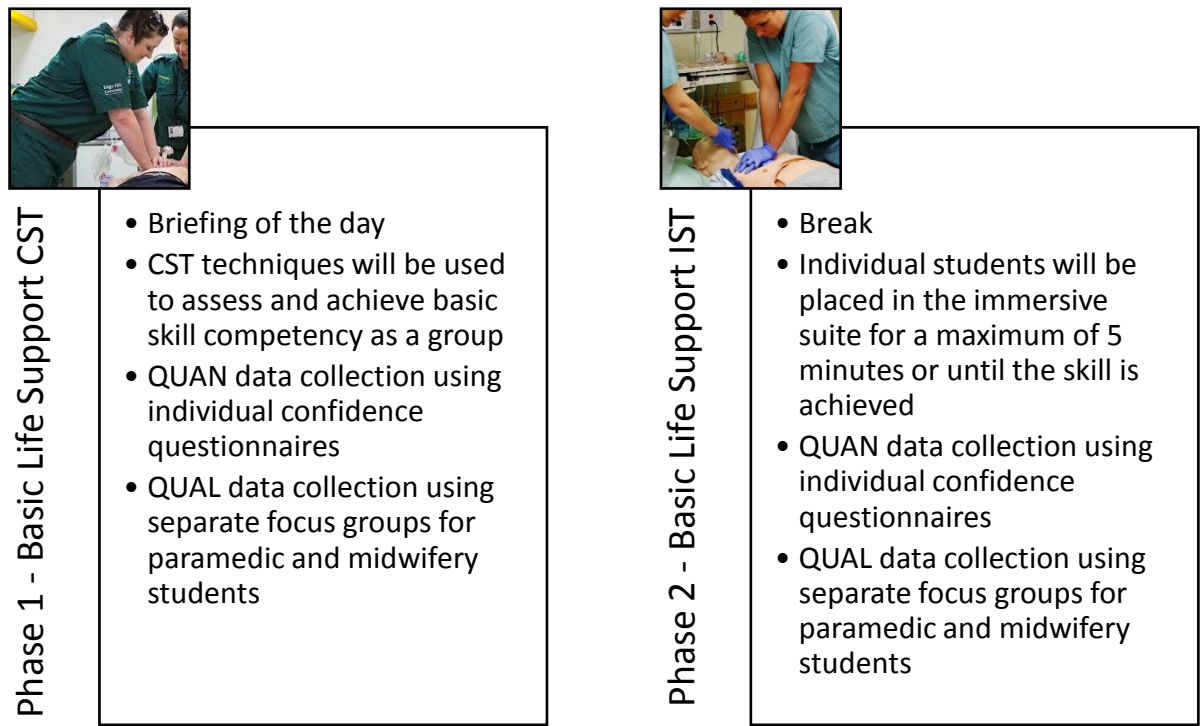 Phase 1 - Basic Life Support CST
• Briefing of the day
• CST techniques will be used
to assess and achieve basic
skill competency as a group
• QUAN data collection using
individual confidence
questionnaires
• QUAL data collection using
separate focus groups for
paramedic and midwifery
students
Phase 2 - Basic Life Support IST
• Break
• Individual students will be
placed in the immersive
suite for a maximum of 5
minutes or until the skill is
achieved
• QUAN data collection using
individual confidence
questionnaires
• QUAL data collection using
separate focus groups for
paramedic and midwifery
students